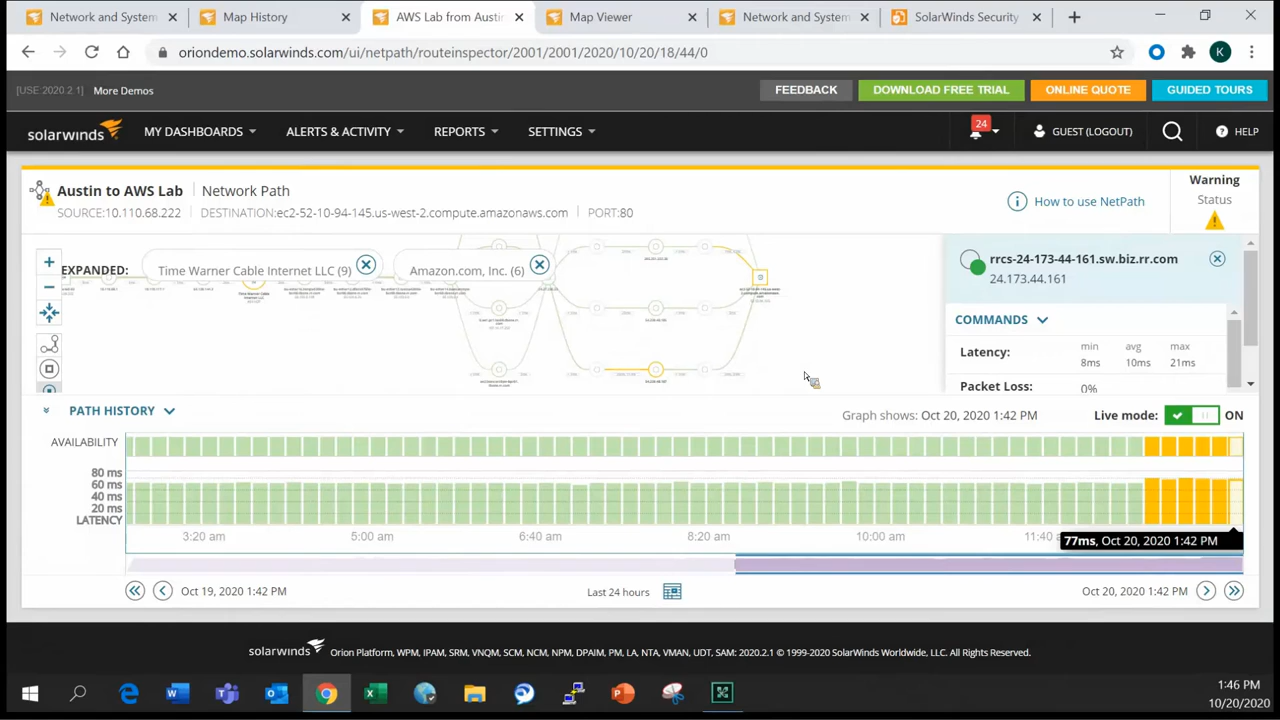 Network and System
Map History
AWS Lab from Austin
Map Viewer
Network and System
SolarWinds Security
oriondemo.solarwinds.com/ui/netpath/routeinspector/2001/2001/2020/10/20/18/44/0
K
[USE 2020.2.1] More Demos
FEEDBACK
DOWNLOAD FREE TRIAL
ONLINE QUOTE
GUIDED TOURS
solarwinds
MY DASHBOARDS
ALERTS & ACTIVITY
REPORTS
SETTINGS
24
GUEST (LOGOUT)
HELP
Austin to AWS Lab Network Path
SOURCE:10.110.68.222 DESTINATION:ec2-52-10-94-145.us-west-2.compute.amazonaws.com PORT:80
How to use NetPath
Warning
Status
EXPANDED:
Time Warner Cable Internet LLC (9)
Amazon.com, Inc. (6)
rrcs-24-173-44-161.sw.biz.rr.com
24.173.44.161
COMMANDS
min avg max
Latency: 8ms 10ms 21ms
Packet Loss: 0%
PATH HISTORY
Graph shows: Oct 20, 2020 1:42 PM
Live mode: ON
AVAILABILITY
80 ms
60 ms
40 ms
20 ms
LATENCY
3:20 am 5:00 am 6:40 am 8:20 am 10:00 am 11:40 a
77ms, Oct 20, 2020 1:42 PM
Oct 19, 2020 1:42 PM
Last 24 hours
Oct 20, 2020 1:42 PM
solarwinds Orion Platform, WPM, IPAM, SRM, VNQM, SCM, NCM, NPM, DPAIM, PM, LA, NTA, VMAN, UDT, SAM: 2020.2.1 © 1999-2020 SolarWinds Worldwide, LLC. All Rights Reserved.
1:46 PM
10/20/2020